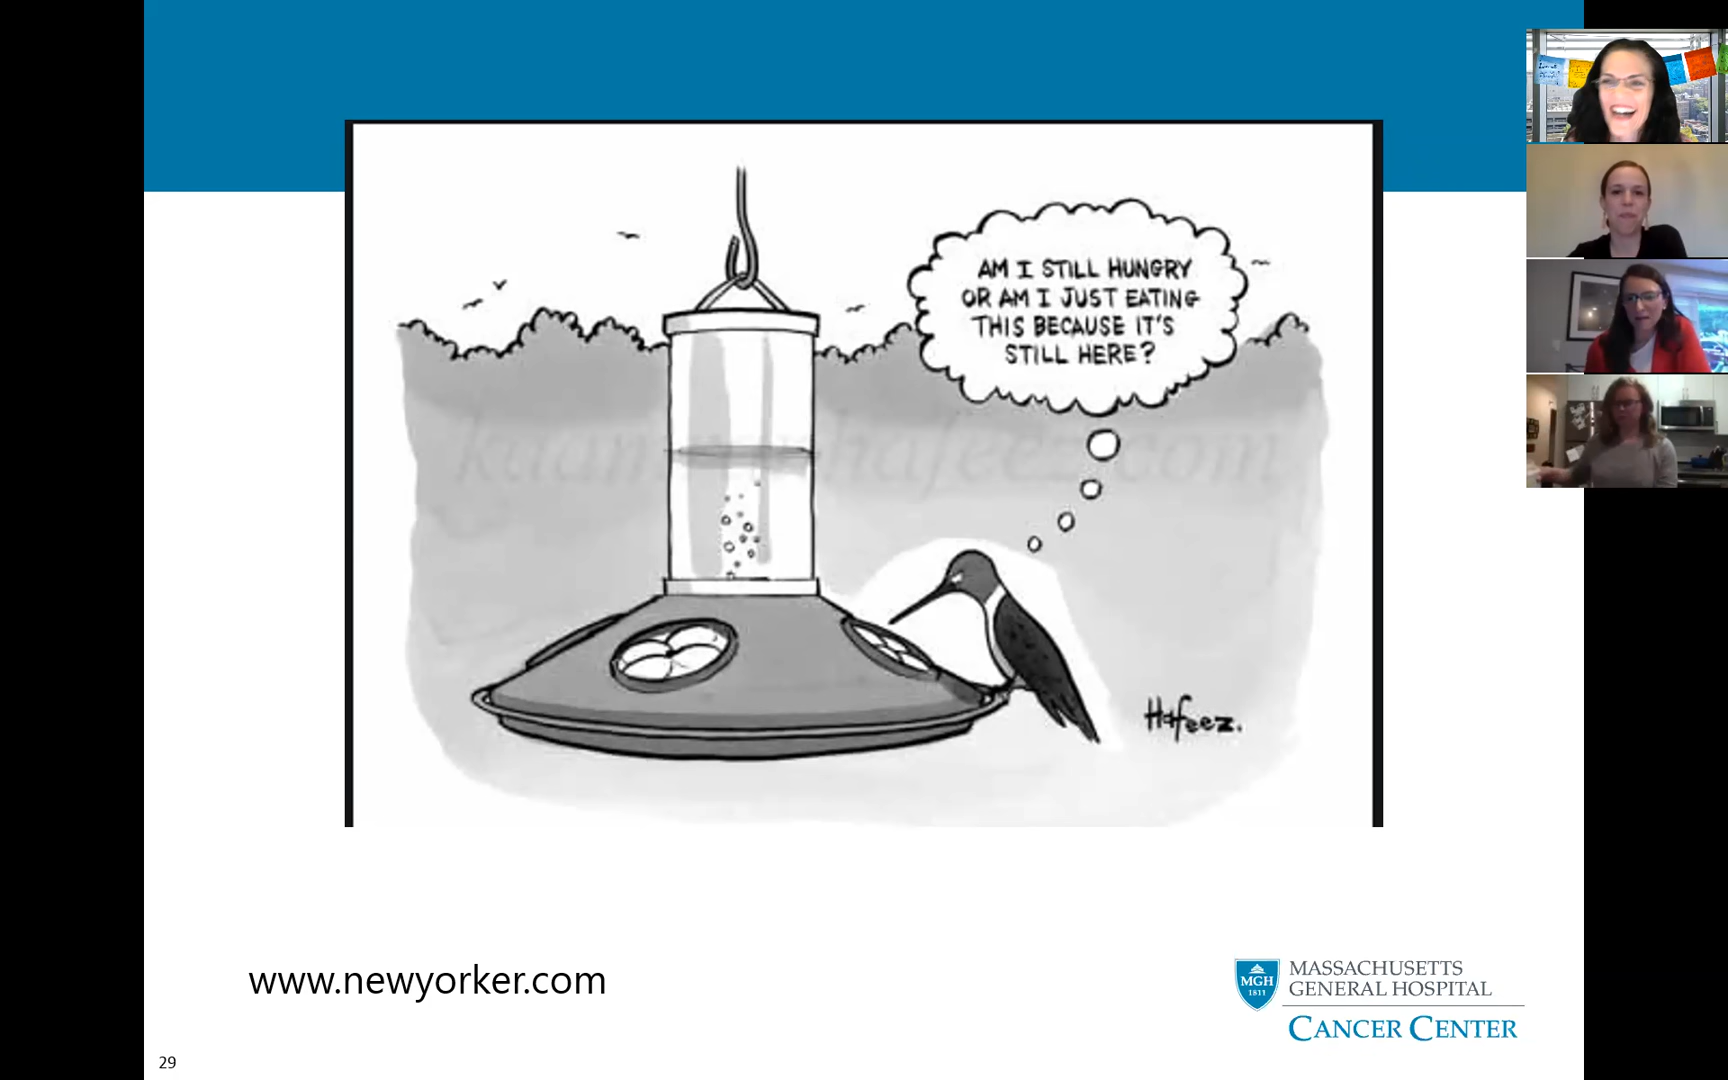 AM I STILL HUNGRY
OR AM I JUST EATING
THIS BECAUSE IT'S
STILL HERE?
Hafeez.
www.newyorker.com
MGH
1811
MASSACHUSETTS
GENERAL HOSPITAL
CANCER CENTER
29